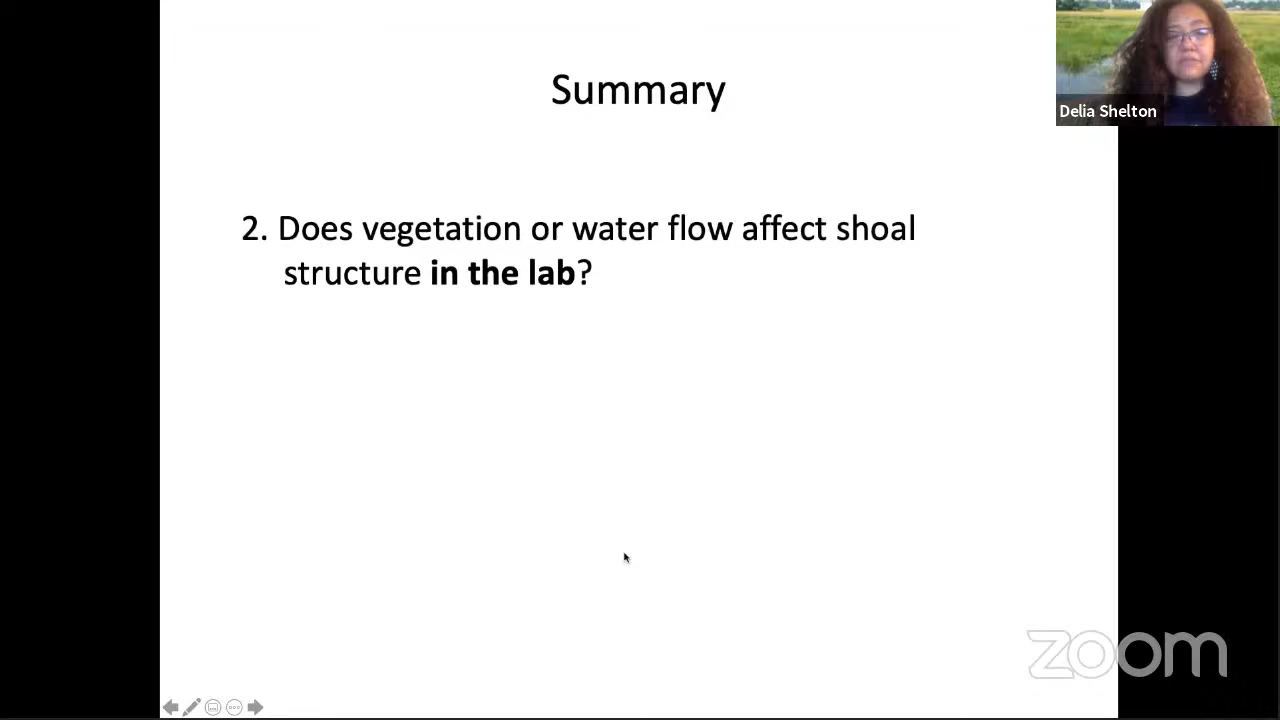 Summary
Delia Shelton
2. Does vegetation or water flow affect shoal
structure in the lab?
zoom